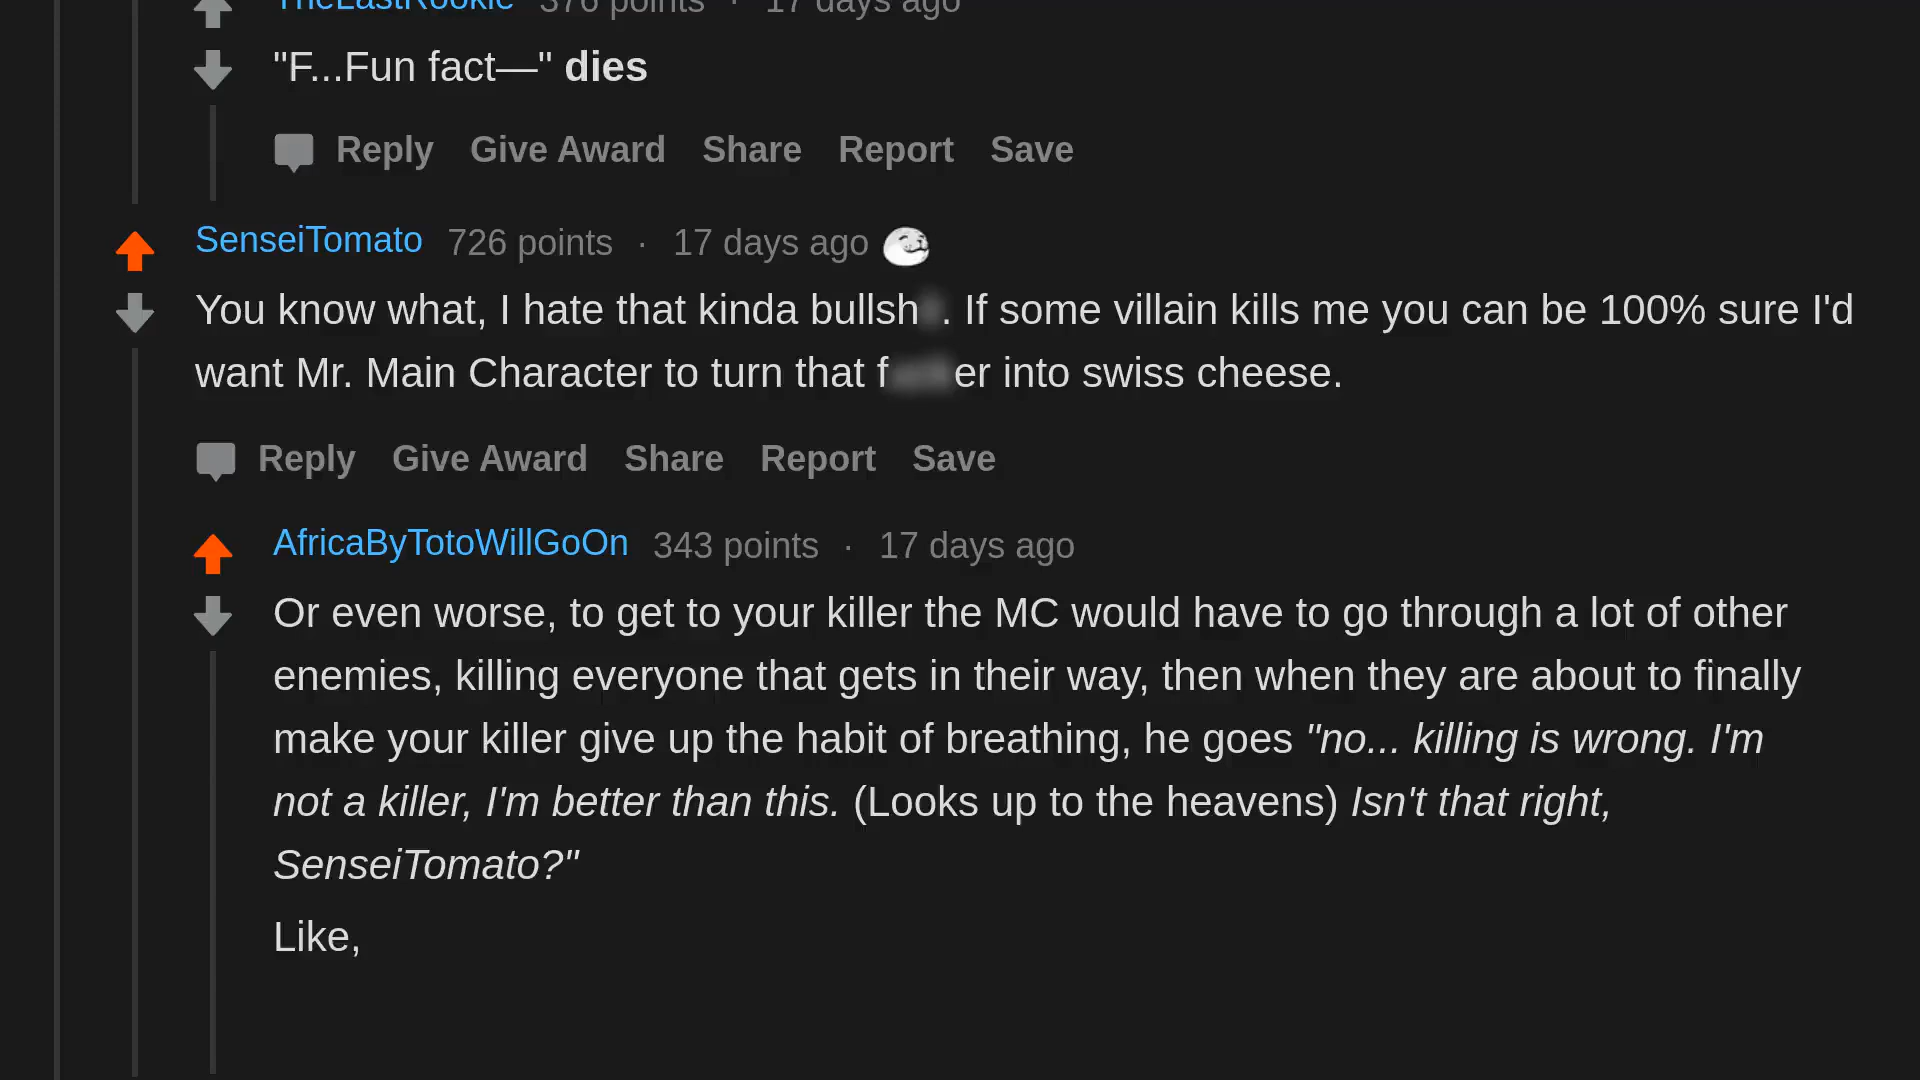 TheLastRookie 376 points · 17 days ago
"F...Fun fact—" dies
Reply Give Award Share Report Save
SenseiTomato 726 points · 17 days ago
You know what, I hate that kinda bullsh. If some villain kills me you can be 100% sure I'd
want Mr. Main Character to turn that f er into swiss cheese.
Reply Give Award Share Report Save
AfricaByTotoWillGoOn 343 points · 17 days ago
Or even worse, to get to your killer the MC would have to go through a lot of other
enemies, killing everyone that gets in their way, then when they are about to finally
make your killer give up the habit of breathing, he goes "no... killing is wrong. I'm
not a killer, I'm better than this. (Looks up to the heavens) Isn't that right,
SenseiTomato?"
Like,